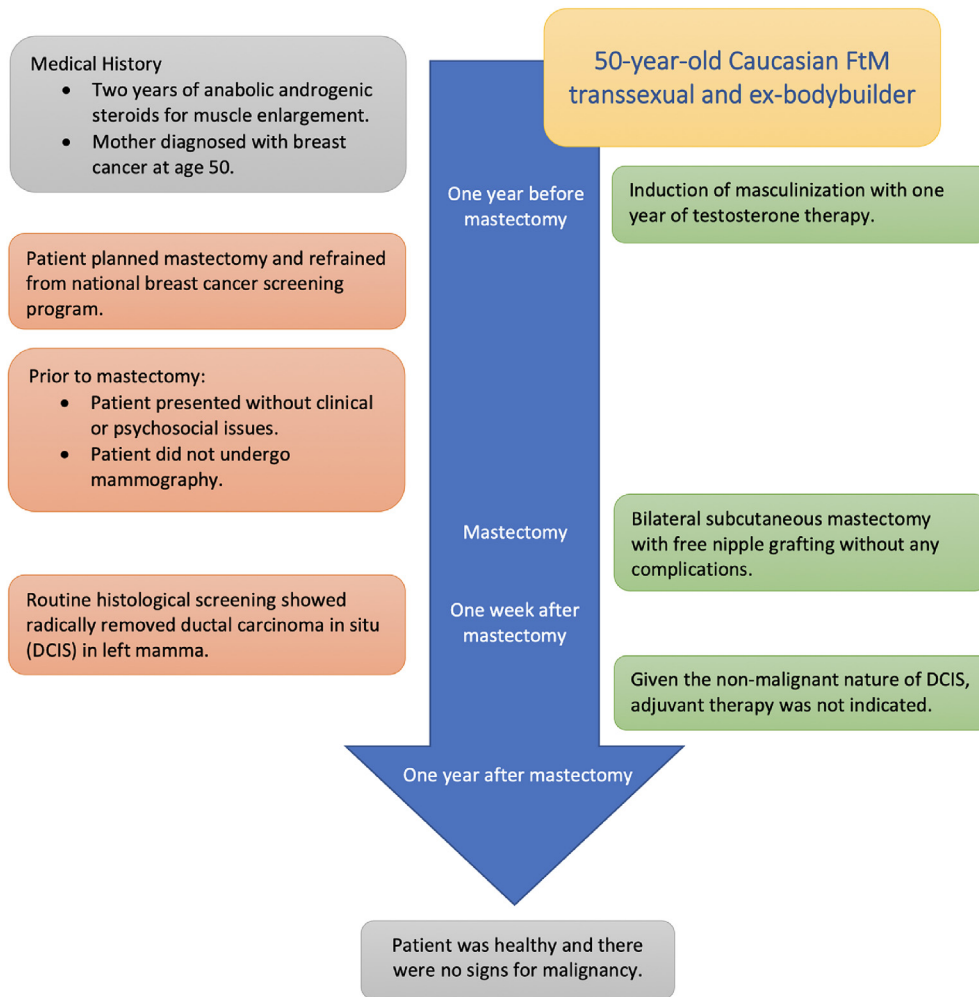 50-year-old Caucasian FtM
transsexual and ex-bodybuilder
Medical History
• Two years of anabolic androgenic
steroids for muscle enlargement.
• Mother diagnosed with breast
cancer at age 50.
One year before
mastectomy
Induction of masculinization with one
year of testosterone therapy.
Patient planned mastectomy and refrained
from national breast cancer screening
program.
Prior to mastectomy:
• Patient presented without clinical
or psychosocial issues.
• Patient did not undergo
mammography.
Mastectomy
Bilateral subcutaneous mastectomy
with free nipple grafting without any
complications.
One week after
mastectomy
Routine histological screening showed
radically removed ductal carcinoma in situ
(DCIS) in left mamma.
Given the non-malignant nature of DCIS,
adjuvant therapy was not indicated.
One year after mastectomy
Patient was healthy and there
were no signs for malignancy.